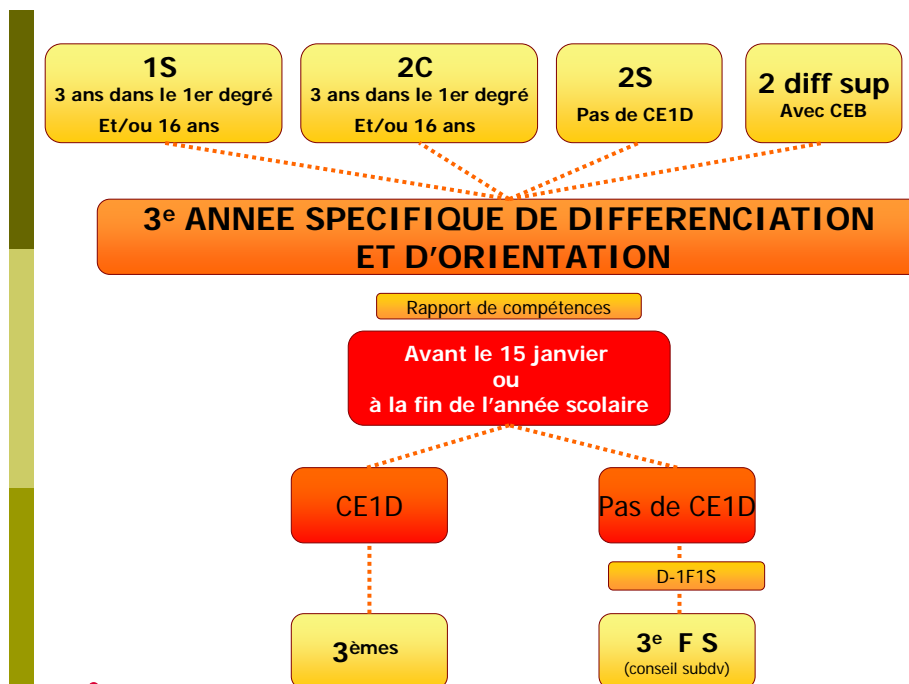 1S
3 ans dans le 1er degré
Et/ou 16 ans
2C
3 ans dans le 1er degré
Et/ou 16 ans
2S
Pas de CE1D
2 diff sup
Avec CEB
3e ANNEE SPECIFIQUE DE DIFFERENCIATION
ET D'ORIENTATION
Rapport de compétences
Avant le 15 janvier
ou
à la fin de l'année scolaire
CE1D
Pas de CE1D
D-1F1S
3èmes
3e F S
(conseil subdv)